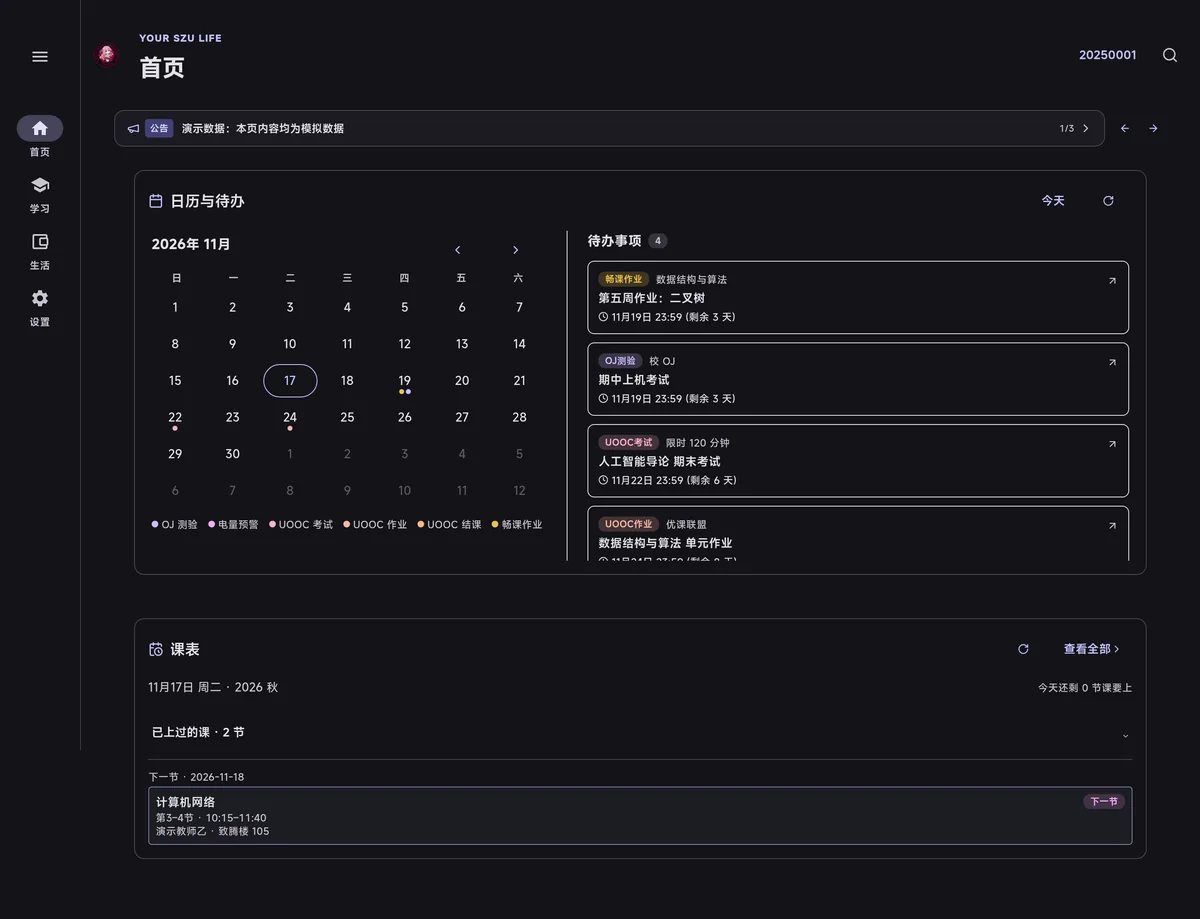 YOUR SZU LIFE
首页
20250001
首页
学习
生活
设置
公告 演示数据：本页内容均为模拟数据 1/3
日历与待办 今天
2026年 11月
日 一 二 三 四 五 六
1 2 3 4 5 6 7
8 9 10 11 12 13 14
15 16 17 18 19 20 21
22 23 24 25 26 27 28
29 30 1 2 3 4 5
6 7 8 9 10 11 12
OJ 测验 电量预警 UOOC 考试 UOOC 作业 UOOC 结课 畅课作业
待办事项 4
畅课作业 数据结构与算法
第五周作业：二叉树
11月19日 23:59 (剩余 3 天)
OJ测验 校 OJ
期中上机考试
11月19日 23:59 (剩余 3 天)
UOOC考试 限时 120 分钟
人工智能导论 期末考试
11月22日 23:59 (剩余 6 天)
UOOC作业 优课联盟
数据结构与算法 单元作业
课表 查看全部
11月17日 周二 · 2026 秋 今天还剩 0 节课要上
已上过的课 · 2 节
下一节 · 2026-11-18
计算机网络 下一节
第3–4节 · 10:15–11:40
演示教师乙 · 致腾楼 105